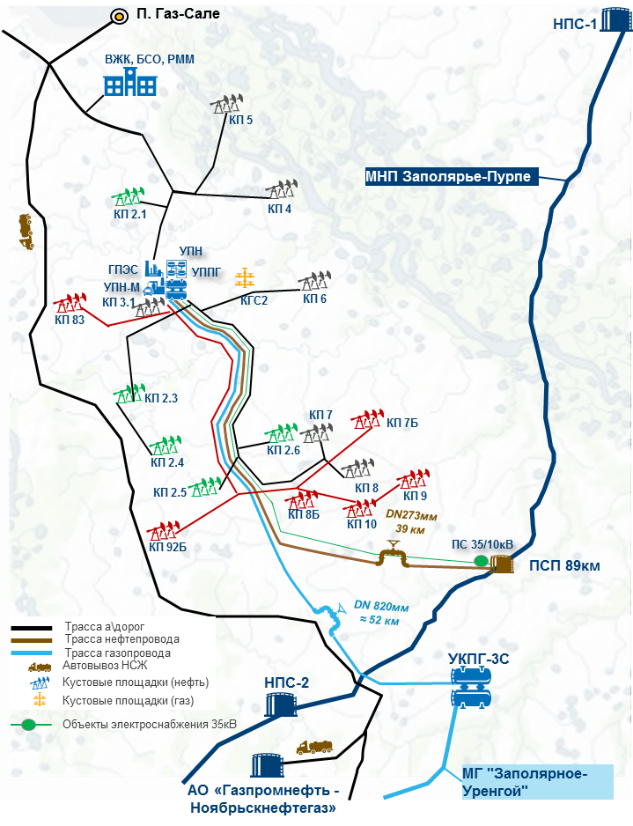 П. Газ-Сале
НПС-1
ВЖК, БСО, РММ
КП 5
МНП Заполярье-Пурпе
КП 2.1
КП 4
УПН
ГПЭС
УППГ
УПН-М
КП 3.1
КГС2
КП 6
КП 83
КП 2.3
КП 7
КП 7Б
КП 2.6
КП 2.4
КП 8
КП 9
КП 2.5
КП 8Б
КП 10
DN273мм
39 км
КП 92Б
ПС 35/10кВ
ПСП 89км
DN 820мм
≈ 52 км
Трасса а\дорог
Трасса нефтепровода
Трасса газопровода
Автовывоз НСЖ
Кустовые площадки (нефть)
Кустовые площадки (газ)
Объекты электроснабжения 35кВ
УКПГ-3С
НПС-2
МГ "Заполярное-
Уренгой"
АО «Газпромнефть -
Ноябрьскнефтегаз»